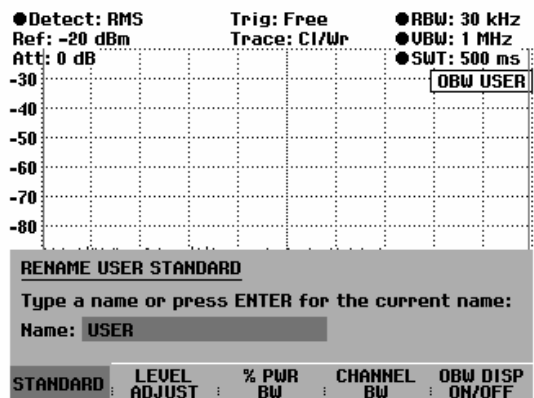 ●Detect: RMS Trig: Free ●RBW: 30 kHz
Ref: -20 dBm Trace: Cl/Wr ●VBW: 1 MHz
Att: 0 dB ●SWT: 500 ms
OBW USER
-30
-40
-50
-60
-70
-80
RENAME USER STANDARD
Type a name or press ENTER for the current name:
Name: USER
STANDARD LEVEL ADJUST % PWR BW CHANNEL BW OBW DISP ON/OFF